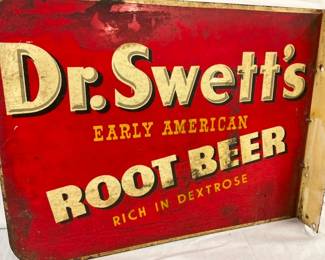 Dr. Swett's
EARLY AMERICAN
ROOT BEER
RICH IN DEXTROSE